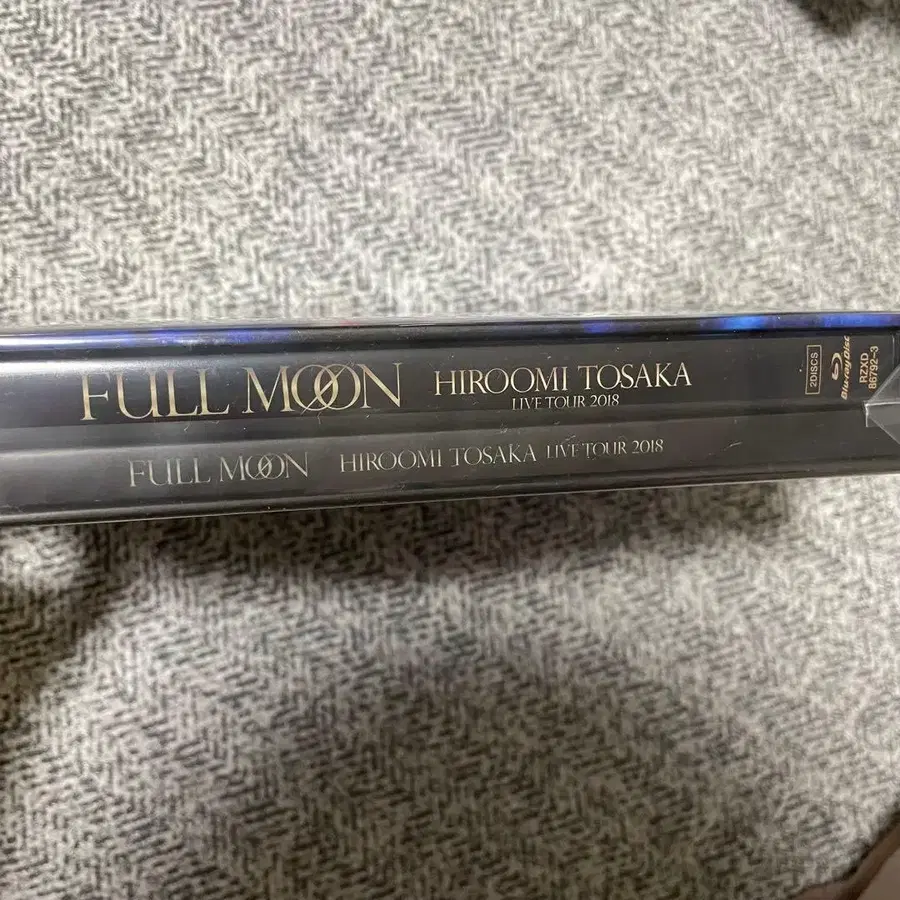 FULL MOON HIROOMI TOSAKA
LIVE TOUR 2018
2DISCS
Blu-ray Disc
RZXD
86792~3
FULL MOON HIROOMI TOSAKA LIVE TOUR 2018